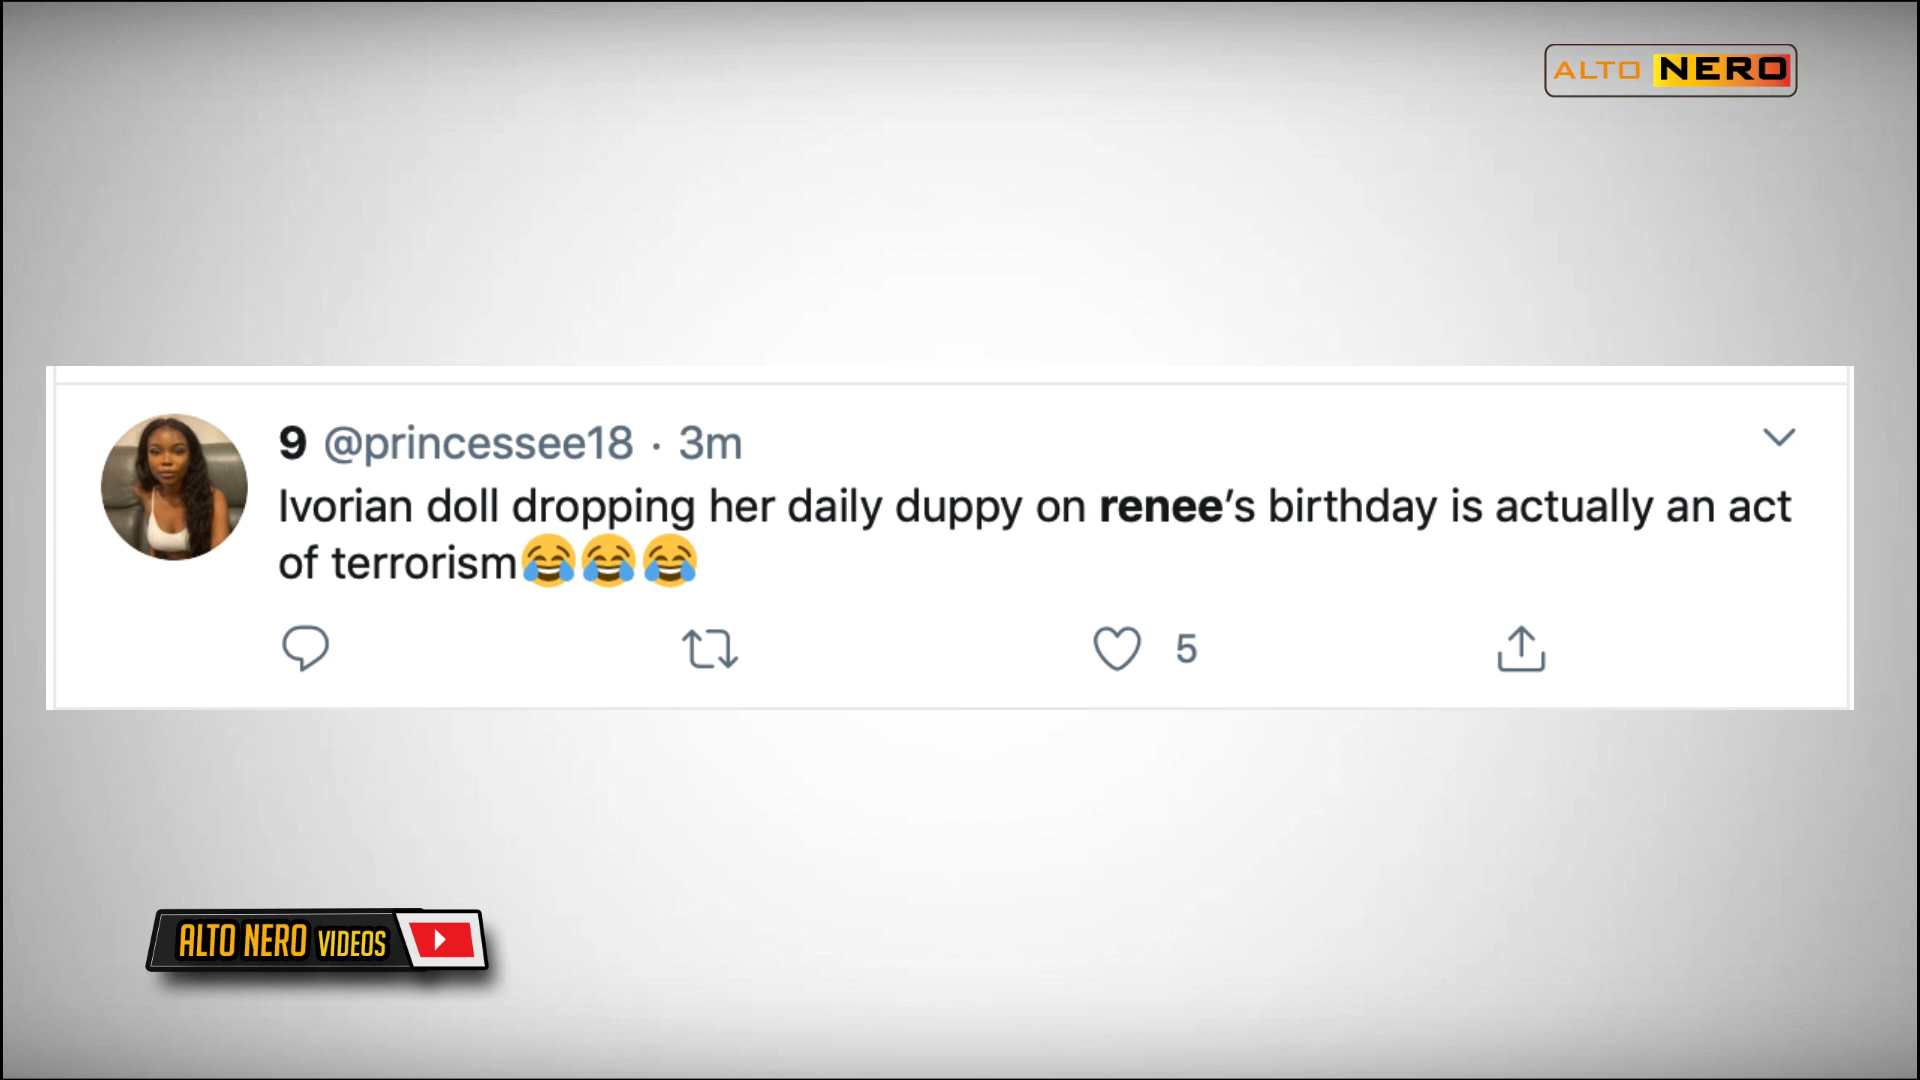 ALTO NERO
9 @princessee18 · 3m
Ivorian doll dropping her daily duppy on renee’s birthday is actually an act
of terrorism😂😂😂
5
ALTO NERO VIDEOS